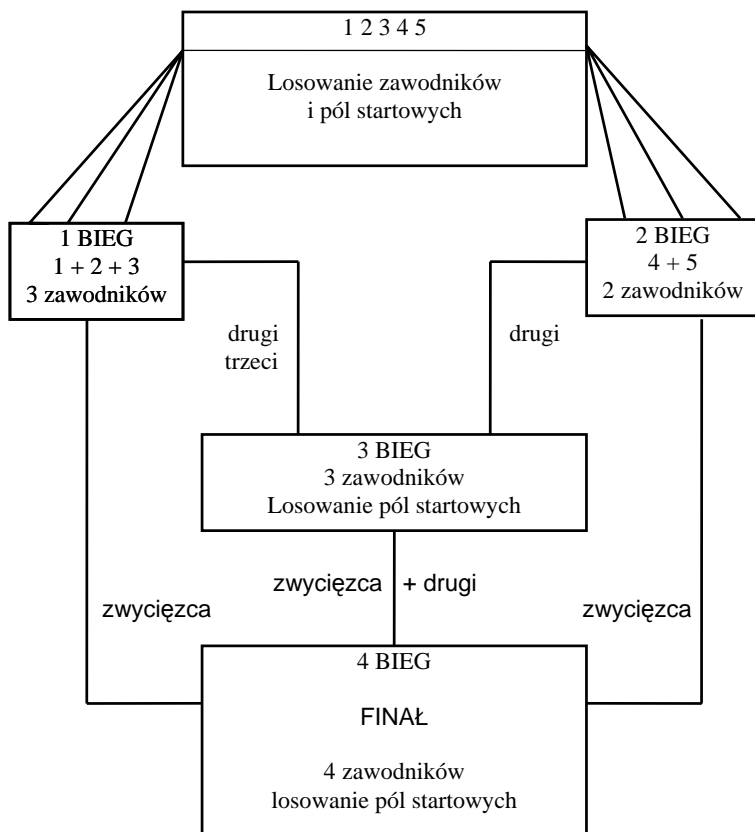 1 2 3 4 5
Losowanie zawodników
i pól startowych
1 BIEG
1 + 2 + 3
3 zawodników
2 BIEG
4 + 5
2 zawodników
drugi
trzeci
drugi
3 BIEG
3 zawodników
Losowanie pól startowych
zwycięzca + drugi
zwycięzca
zwycięzca
4 BIEG
FINAŁ
4 zawodników
losowanie pól startowych